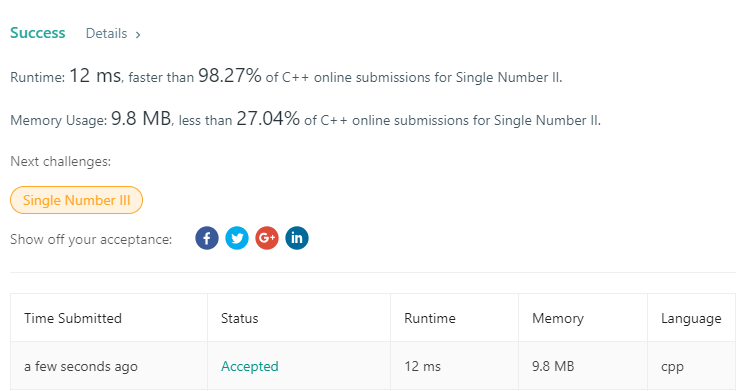 Success Details >
Runtime: 12 ms, faster than 98.27% of C++ online submissions for Single Number II.
Memory Usage: 9.8 MB, less than 27.04% of C++ online submissions for Single Number II.
Next challenges:
Single Number III
Show off your acceptance: f G+ in
Time Submitted Status Runtime Memory Language
a few seconds ago Accepted 12 ms 9.8 MB cpp